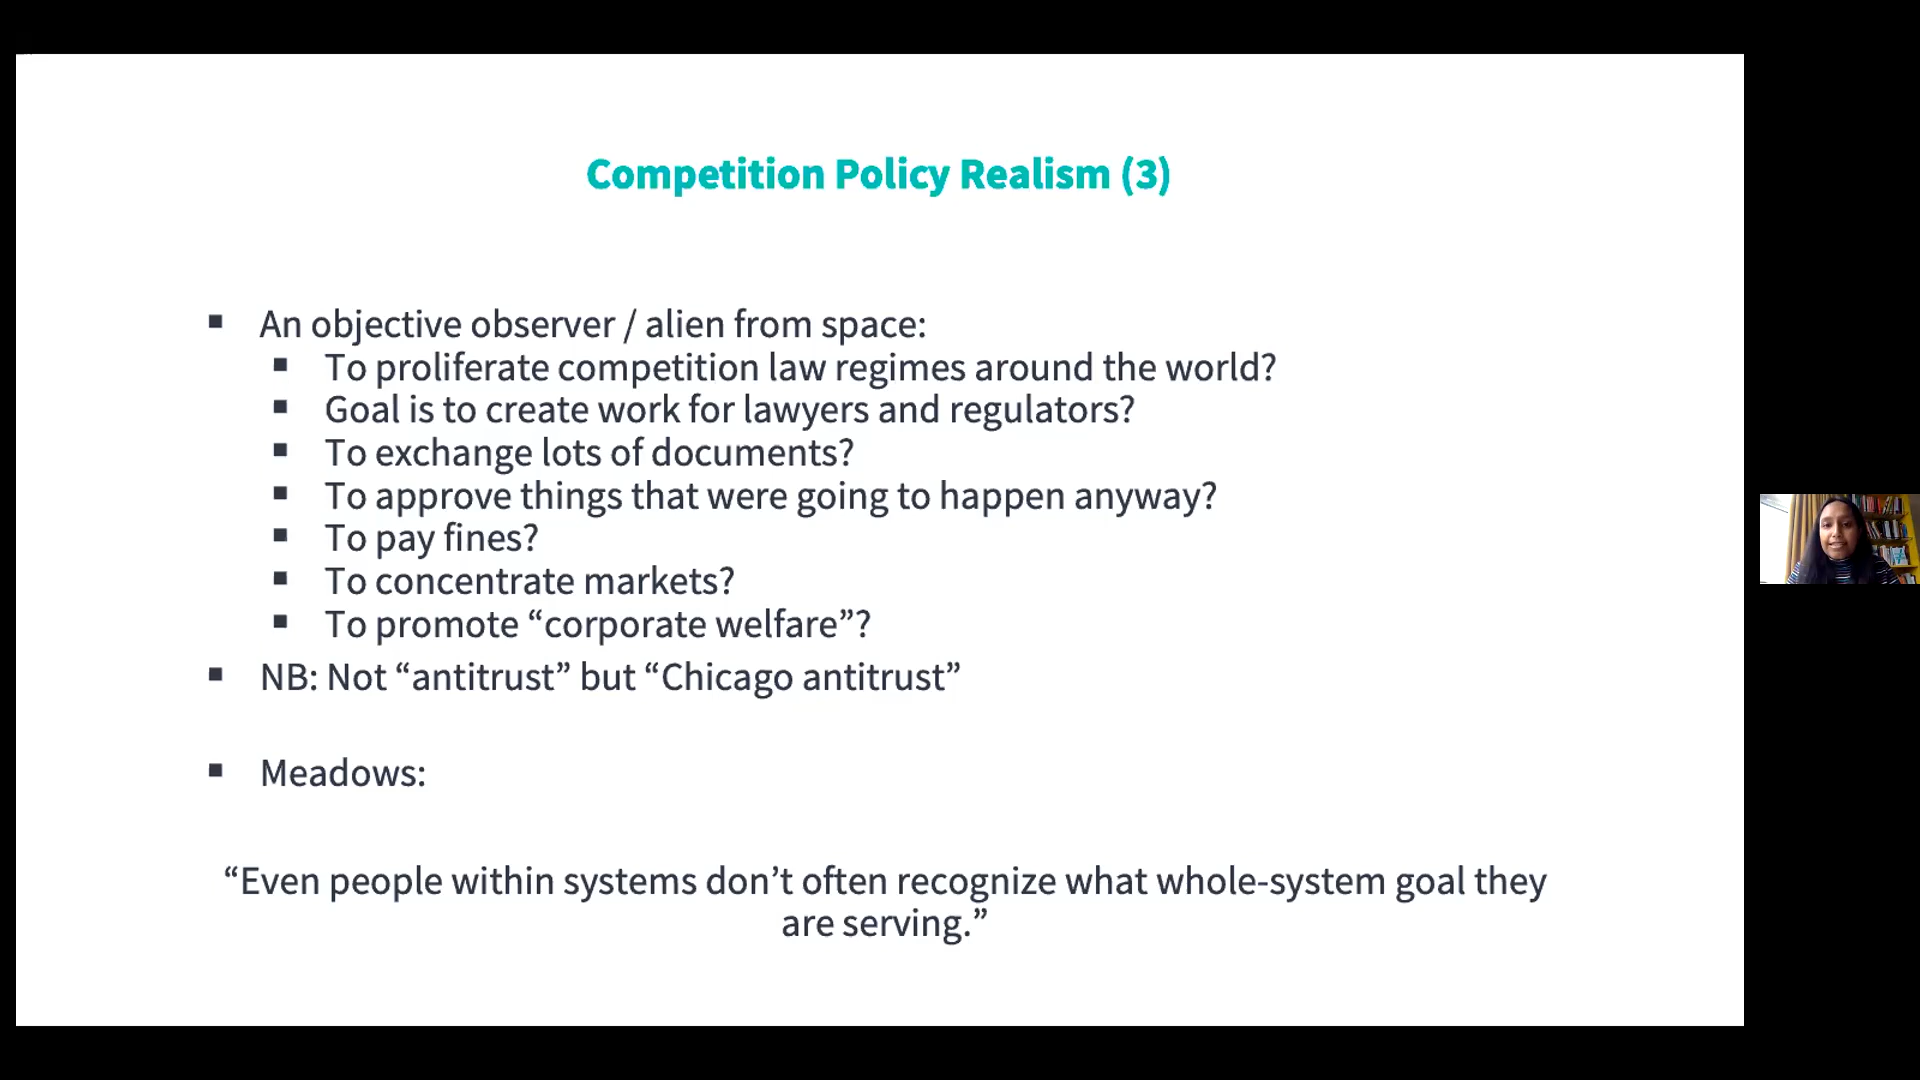 Competition Policy Realism (3)
▪ An objective observer / alien from space:
▪ To proliferate competition law regimes around the world?
▪ Goal is to create work for lawyers and regulators?
▪ To exchange lots of documents?
▪ To approve things that were going to happen anyway?
▪ To pay fines?
▪ To concentrate markets?
▪ To promote “corporate welfare”?
▪ NB: Not “antitrust” but “Chicago antitrust”
▪ Meadows:
“Even people within systems don’t often recognize what whole-system goal they
are serving.”